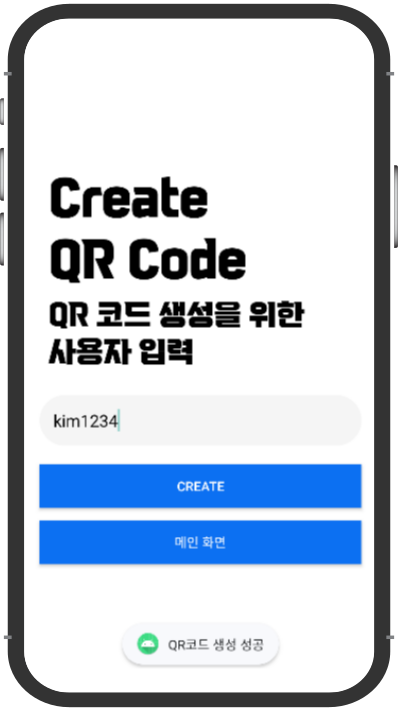 Create
QR Code
QR 코드 생성을 위한
사용자 입력
kim1234
CREATE
메인 화면
QR코드 생성 성공